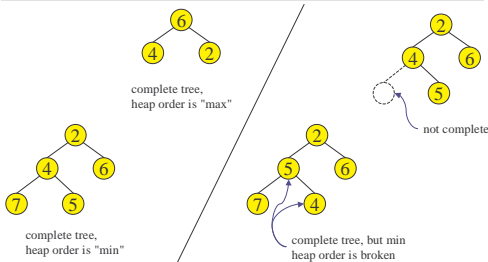 6
4
2
complete tree,
heap order is "max"
2
4
6
7
5
complete tree,
heap order is "min"
2
4
6
5
not complete
2
5
6
7
4
complete tree, but min
heap order is broken